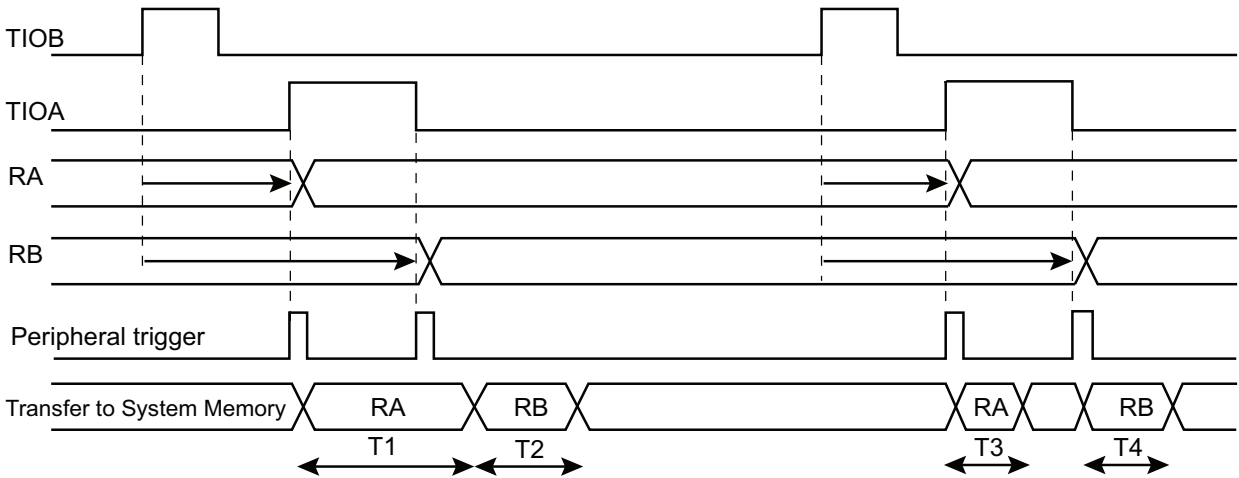 TIOB
TIOA
RA
RB
Peripheral trigger
Transfer to System Memory RA RB RA RB
T1 T2 T3 T4